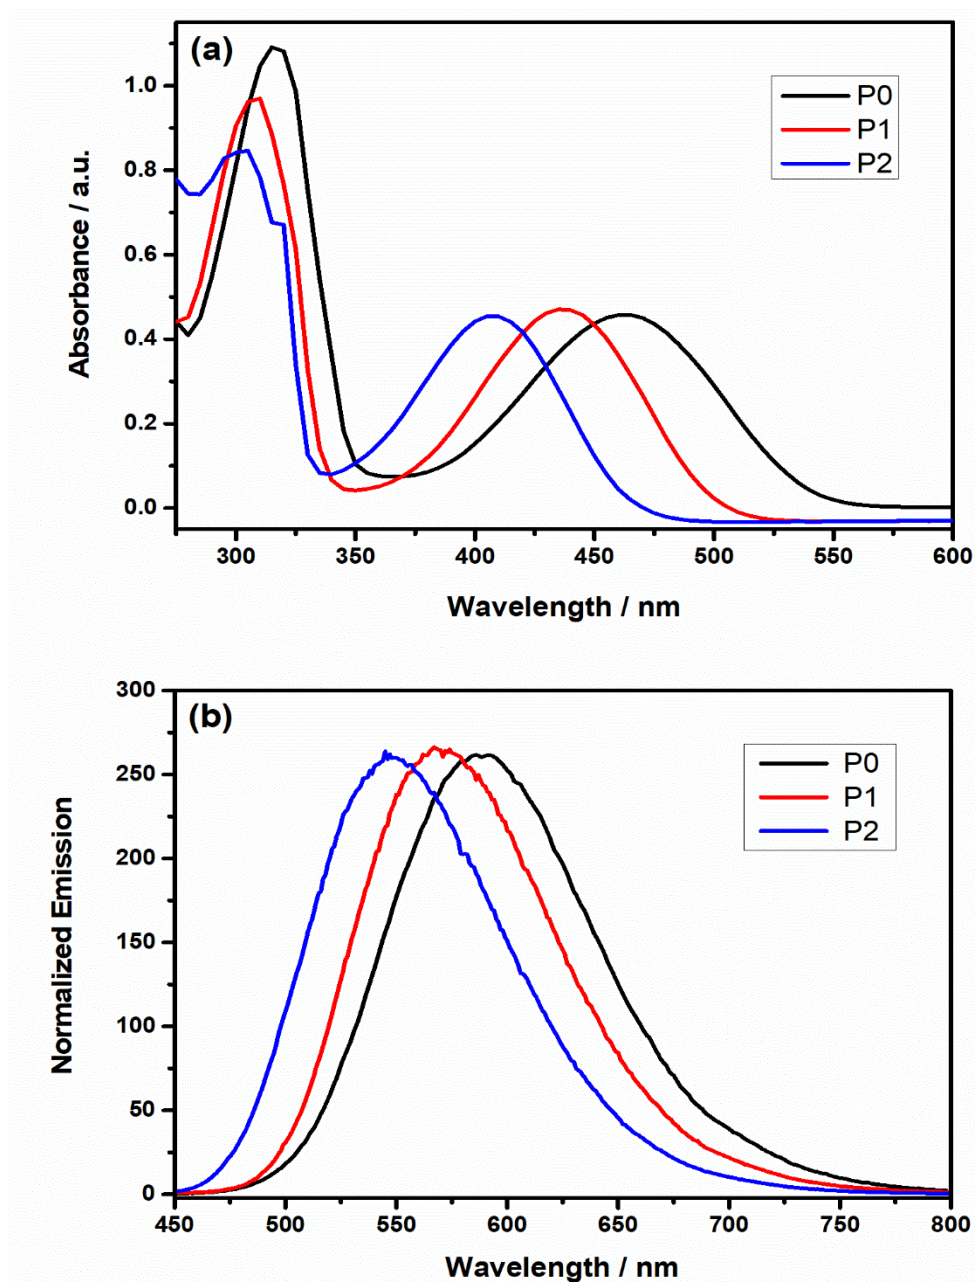 (a)
P0
P1
P2
1.0
0.8
0.6
0.4
0.2
0.0
Absorbance / a.u.
300 350 400 450 500 550 600
Wavelength / nm
(b)
P0
P1
P2
300
250
200
150
100
50
0
Normalized Emission
450 500 550 600 650 700 750 800
Wavelength / nm